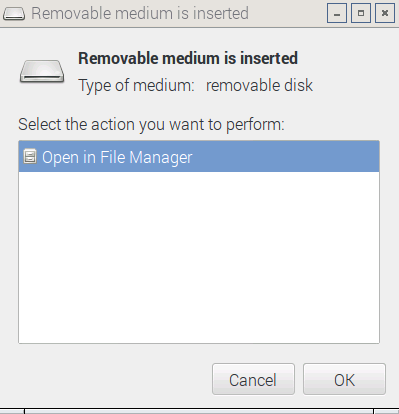 Removable medium is inserted
Removable medium is inserted
Type of medium: removable disk
Select the action you want to perform:
Open in File Manager
Cancel OK